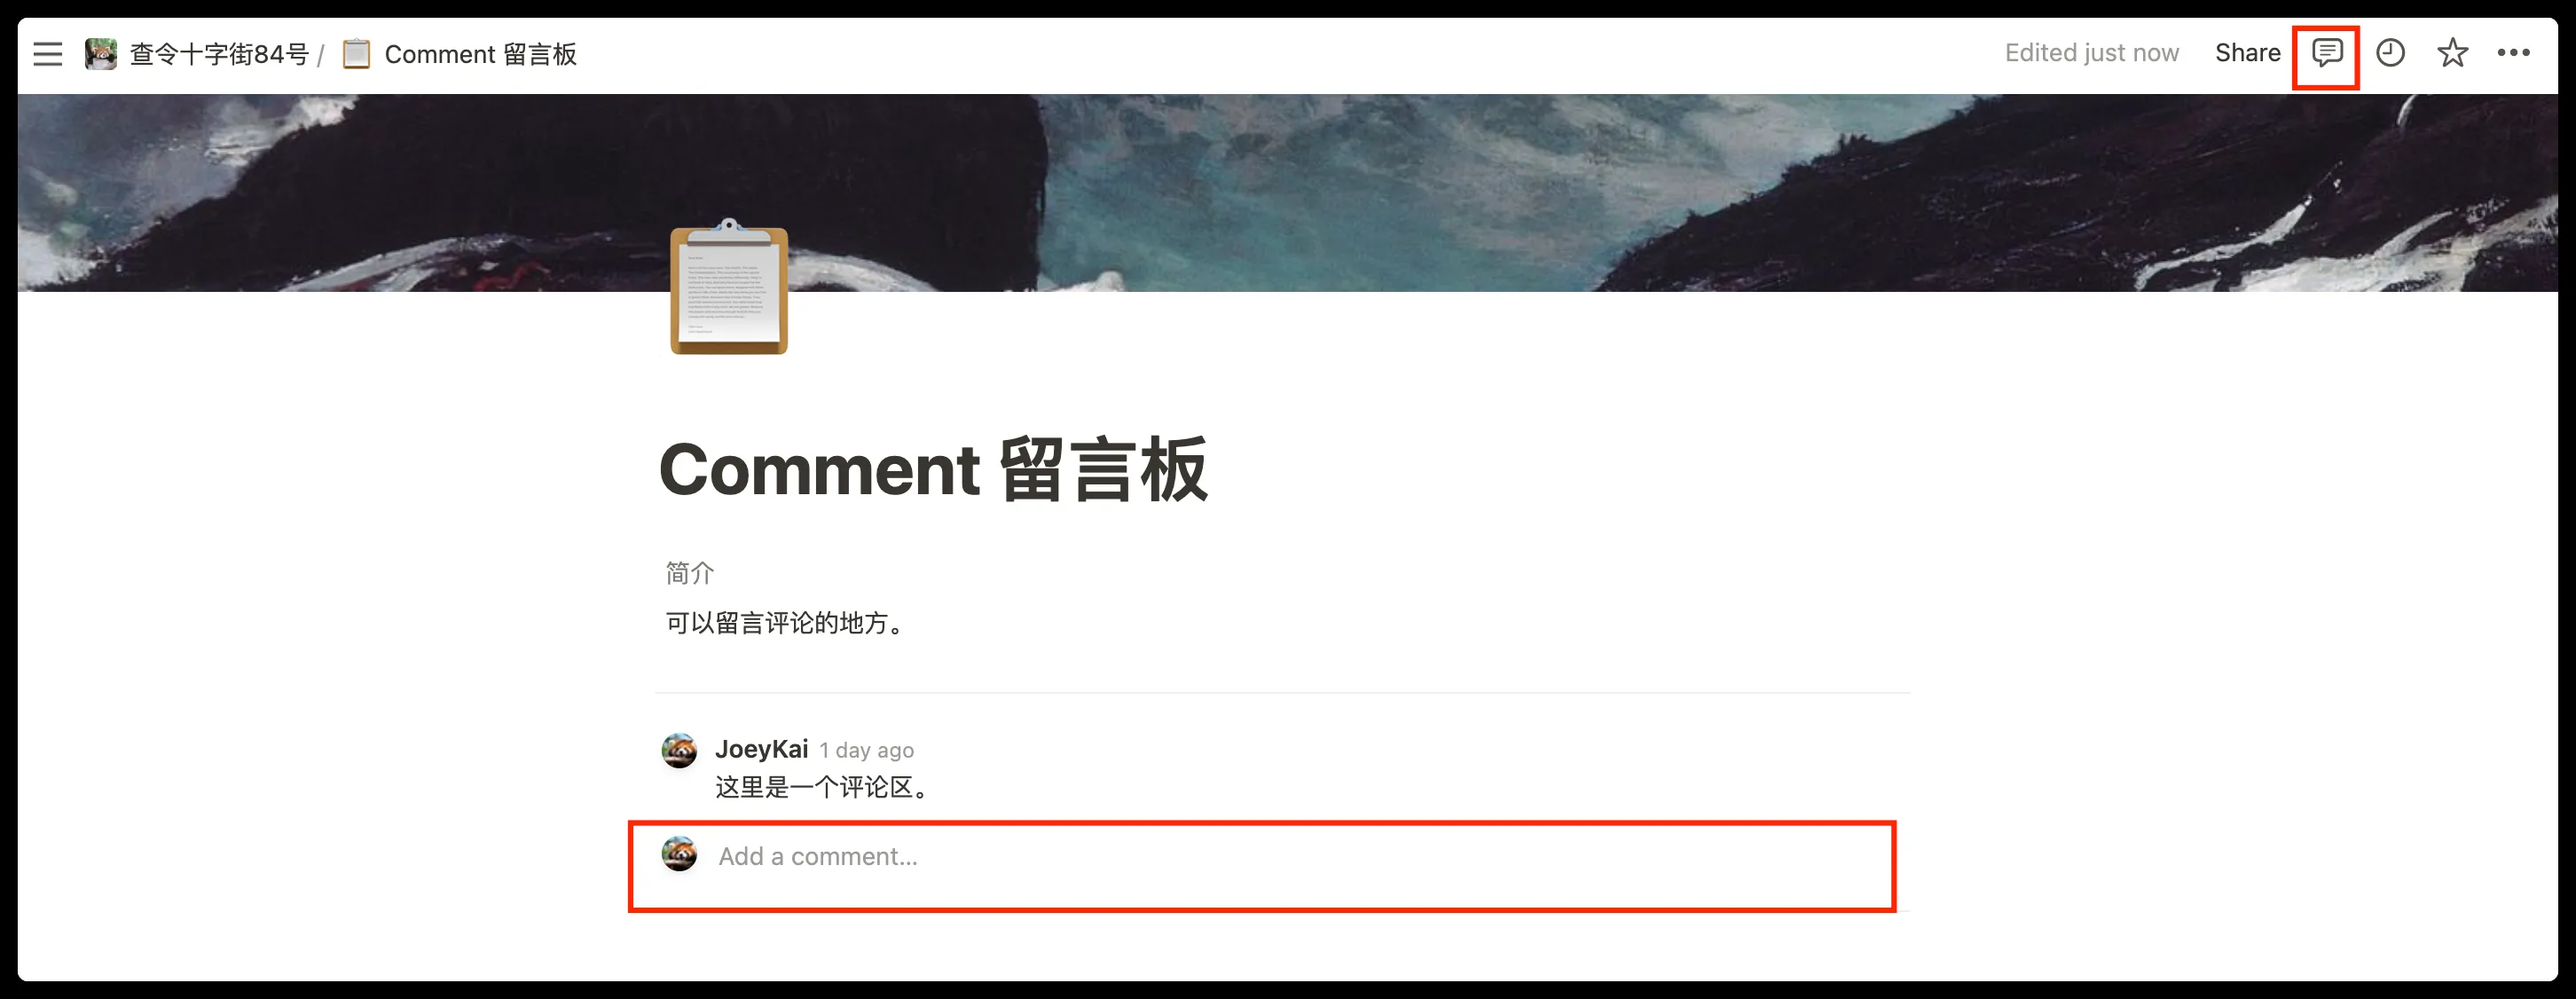 查令十字街84号 / Comment 留言板
Edited just now Share
Comment 留言板
简介
可以留言评论的地方。
JoeyKai 1 day ago
这里是一个评论区。
Add a comment...